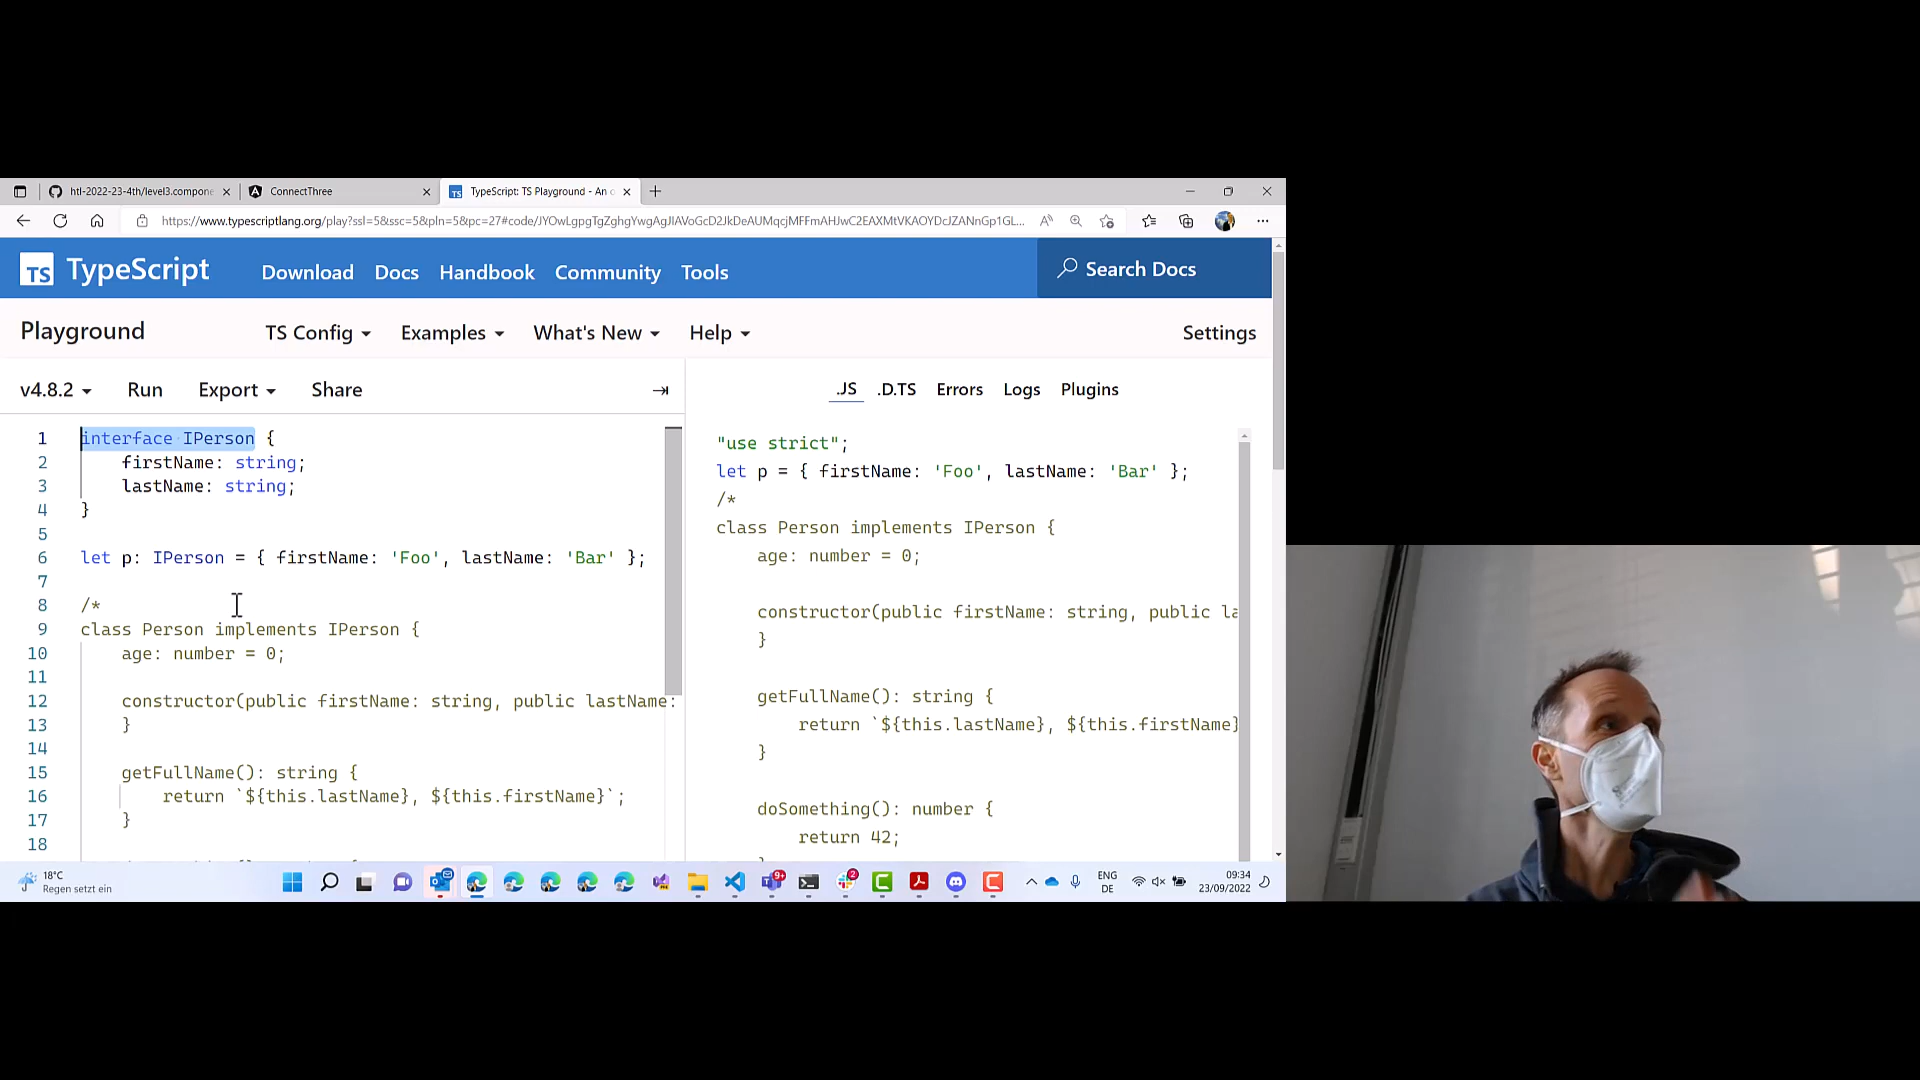 htl-2022-23-4th/level3.compone
ConnectThree
TS TypeScript: TS Playground - An
https://www.typescriptlang.org/play?ssl=5&ssc=5&pln=5&pc=27#code/JYOwLgpgTgZghgYwgAgJIAVoGcD2JkDeAUMqcjMFFmAHJwC2EAXMtVKAOYDcJZANnGp1GL...
TS TypeScript
Download
Docs
Handbook
Community
Tools
Search Docs
Playground
TS Config
Examples
What's New
Help
Settings
v4.8.2
Run
Export
Share
.JS
.D.TS
Errors
Logs
Plugins
1 interface IPerson {
2 firstName: string;
3 lastName: string;
4 }
5
6 let p: IPerson = { firstName: 'Foo', lastName: 'Bar' };
7
8 /*
9 class Person implements IPerson {
10 age: number = 0;
11
12 constructor(public firstName: string, public lastName:
13 }
14
15 getFullName(): string {
16 return `${this.lastName}, ${this.firstName}`;
17 }
18
"use strict";
let p = { firstName: 'Foo', lastName: 'Bar' };
/*
class Person implements IPerson {
age: number = 0;
constructor(public firstName: string, public la
}
getFullName(): string {
return `${this.lastName}, ${this.firstName}
}
doSomething(): number {
return 42;
18°C
Regen setzt ein
9+
2
ENG
DE
09:34
23/09/2022